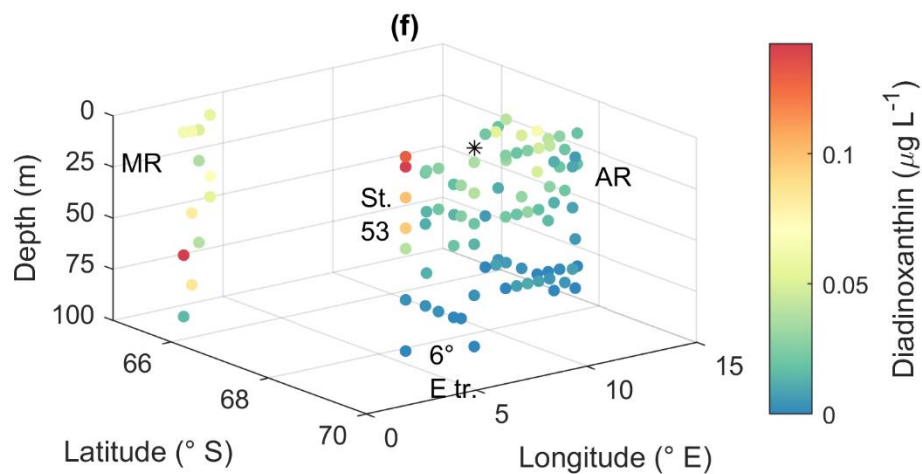 (f)
0
25
50
75
100
Depth (m)
MR
St.
53
AR
*
6°
E tr.
66
68
70
Latitude (° S)
0
5
10
15
Longitude (° E)
0.1
0.05
0
Diadinoxanthin (μg L⁻¹)